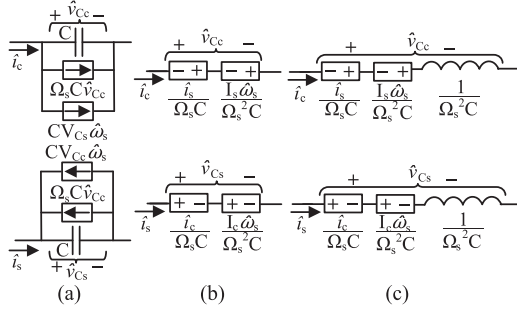 + v̂Cc −
C
îc
ΩsCv̂Cc
CVCsω̂s
CVCcω̂s
ΩsCv̂Cc
îs
C
+ v̂Cs −
(a)
+ v̂Cc −
− + − +
îc
îs/ΩsC Isω̂s/Ωs²C
+ v̂Cs −
+ − + −
îs
îc/ΩsC Icω̂s/Ωs²C
(b)
+ v̂Cc −
− + − +
îc
îs/ΩsC Isω̂s/Ωs²C 1/Ωs²C
+ v̂Cs −
+ − + −
îs
îc/ΩsC Icω̂s/Ωs²C 1/Ωs²C
(c)